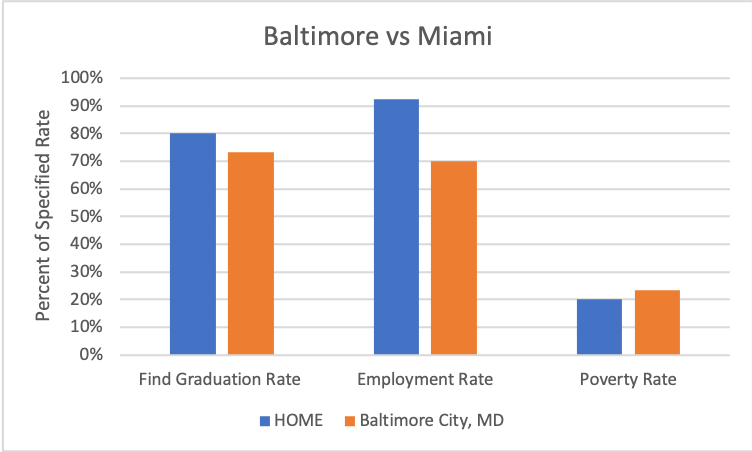 Baltimore vs Miami
Percent of Specified Rate
100%
90%
80%
70%
60%
50%
40%
30%
20%
10%
0%
Find Graduation Rate
Employment Rate
Poverty Rate
HOME
Baltimore City, MD